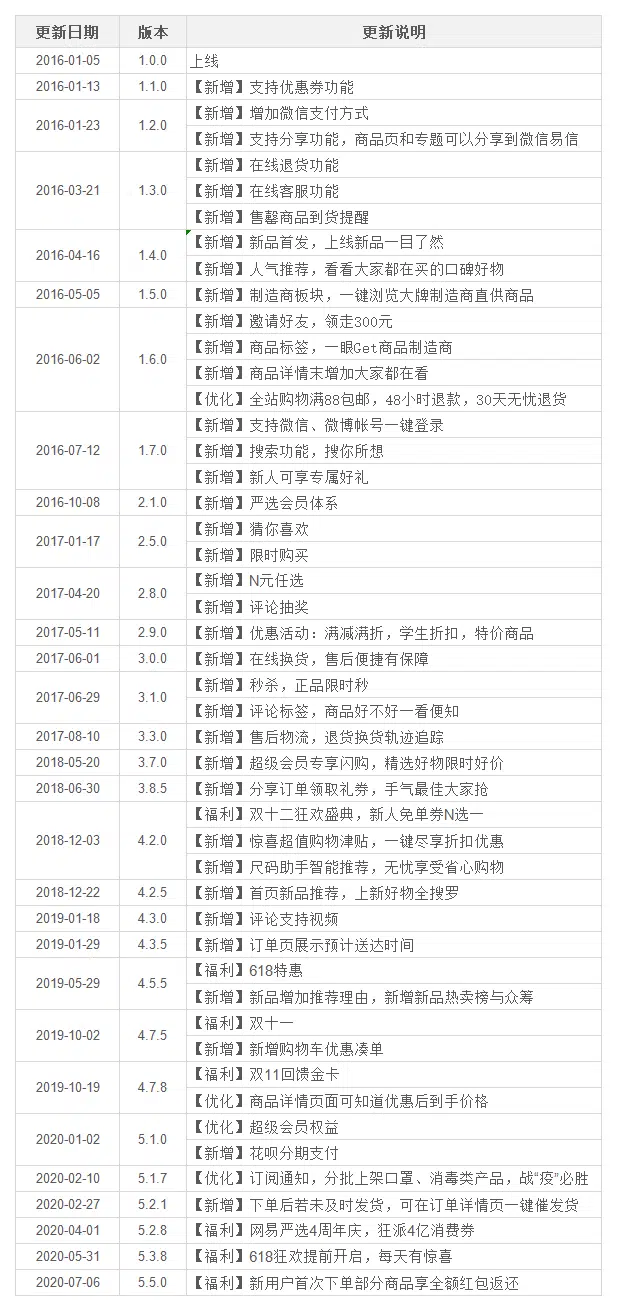 更新日期 版本 更新说明
2016-01-05 1.0.0 上线
2016-01-13 1.1.0 【新增】支持优惠券功能
2016-01-23 1.2.0 【新增】增加微信支付方式
【新增】支持分享功能，商品页和专题可以分享到微信易信
2016-03-21 1.3.0 【新增】在线退货功能
【新增】在线客服功能
【新增】售罄商品到货提醒
2016-04-16 1.4.0 【新增】新品首发，上线新品一目了然
【新增】人气推荐，看看大家都在买的口碑好物
2016-05-05 1.5.0 【新增】制造商板块，一键浏览大牌制造商直供商品
2016-06-02 1.6.0 【新增】邀请好友，领走300元
【新增】商品标签，一眼Get商品制造商
【新增】商品详情末增加大家都在看
【优化】全站购物满88包邮，48小时退款，30天无忧退货
2016-07-12 1.7.0 【新增】支持微信、微博帐号一键登录
【新增】搜索功能，搜你所想
【新增】新人可享专属好礼
2016-10-08 2.1.0 【新增】严选会员体系
2017-01-17 2.5.0 【新增】猜你喜欢
【新增】限时购买
2017-04-20 2.8.0 【新增】N元任选
【新增】评论抽奖
2017-05-11 2.9.0 【新增】优惠活动：满减满折，学生折扣，特价商品
2017-06-01 3.0.0 【新增】在线换货，售后便捷有保障
2017-06-29 3.1.0 【新增】秒杀，正品限时秒
【新增】评论标签，商品好不好一看便知
2017-08-10 3.3.0 【新增】售后物流，退货换货轨迹追踪
2018-05-20 3.7.0 【新增】超级会员专享闪购，精选好物限时好价
2018-06-30 3.8.5 【新增】分享订单领取礼券，手气最佳大家抢
2018-12-03 4.2.0 【福利】双十二狂欢盛典，新人免单券N选一
【新增】惊喜超值购物津贴，一键尽享折扣优惠
【新增】尺码助手智能推荐，无忧享受省心购物
2018-12-22 4.2.5 【新增】首页新品推荐，上新好物全搜罗
2019-01-18 4.3.0 【新增】评论支持视频
2019-01-29 4.3.5 【新增】订单页展示预计送达时间
2019-05-29 4.5.5 【福利】618特惠
【新增】新品增加推荐理由，新增新品热卖榜与众筹
2019-10-02 4.7.5 【福利】双十一
【新增】新增购物车优惠凑单
2019-10-19 4.7.8 【福利】双11回馈金卡
【优化】商品详情页面可知道优惠后到手价格
2020-01-02 5.1.0 【优化】超级会员权益
【新增】花呗分期支付
2020-02-10 5.1.7 【优化】订阅通知，分批上架口罩、消毒类产品，战“疫”必胜
2020-02-27 5.2.1 【新增】下单后若未及时发货，可在订单详情页一键催发货
2020-04-01 5.2.8 【福利】网易严选4周年庆，狂派4亿消费券
2020-05-31 5.3.8 【福利】618狂欢提前开启，每天有惊喜
2020-07-06 5.5.0 【福利】新用户首次下单部分商品享全额红包返还